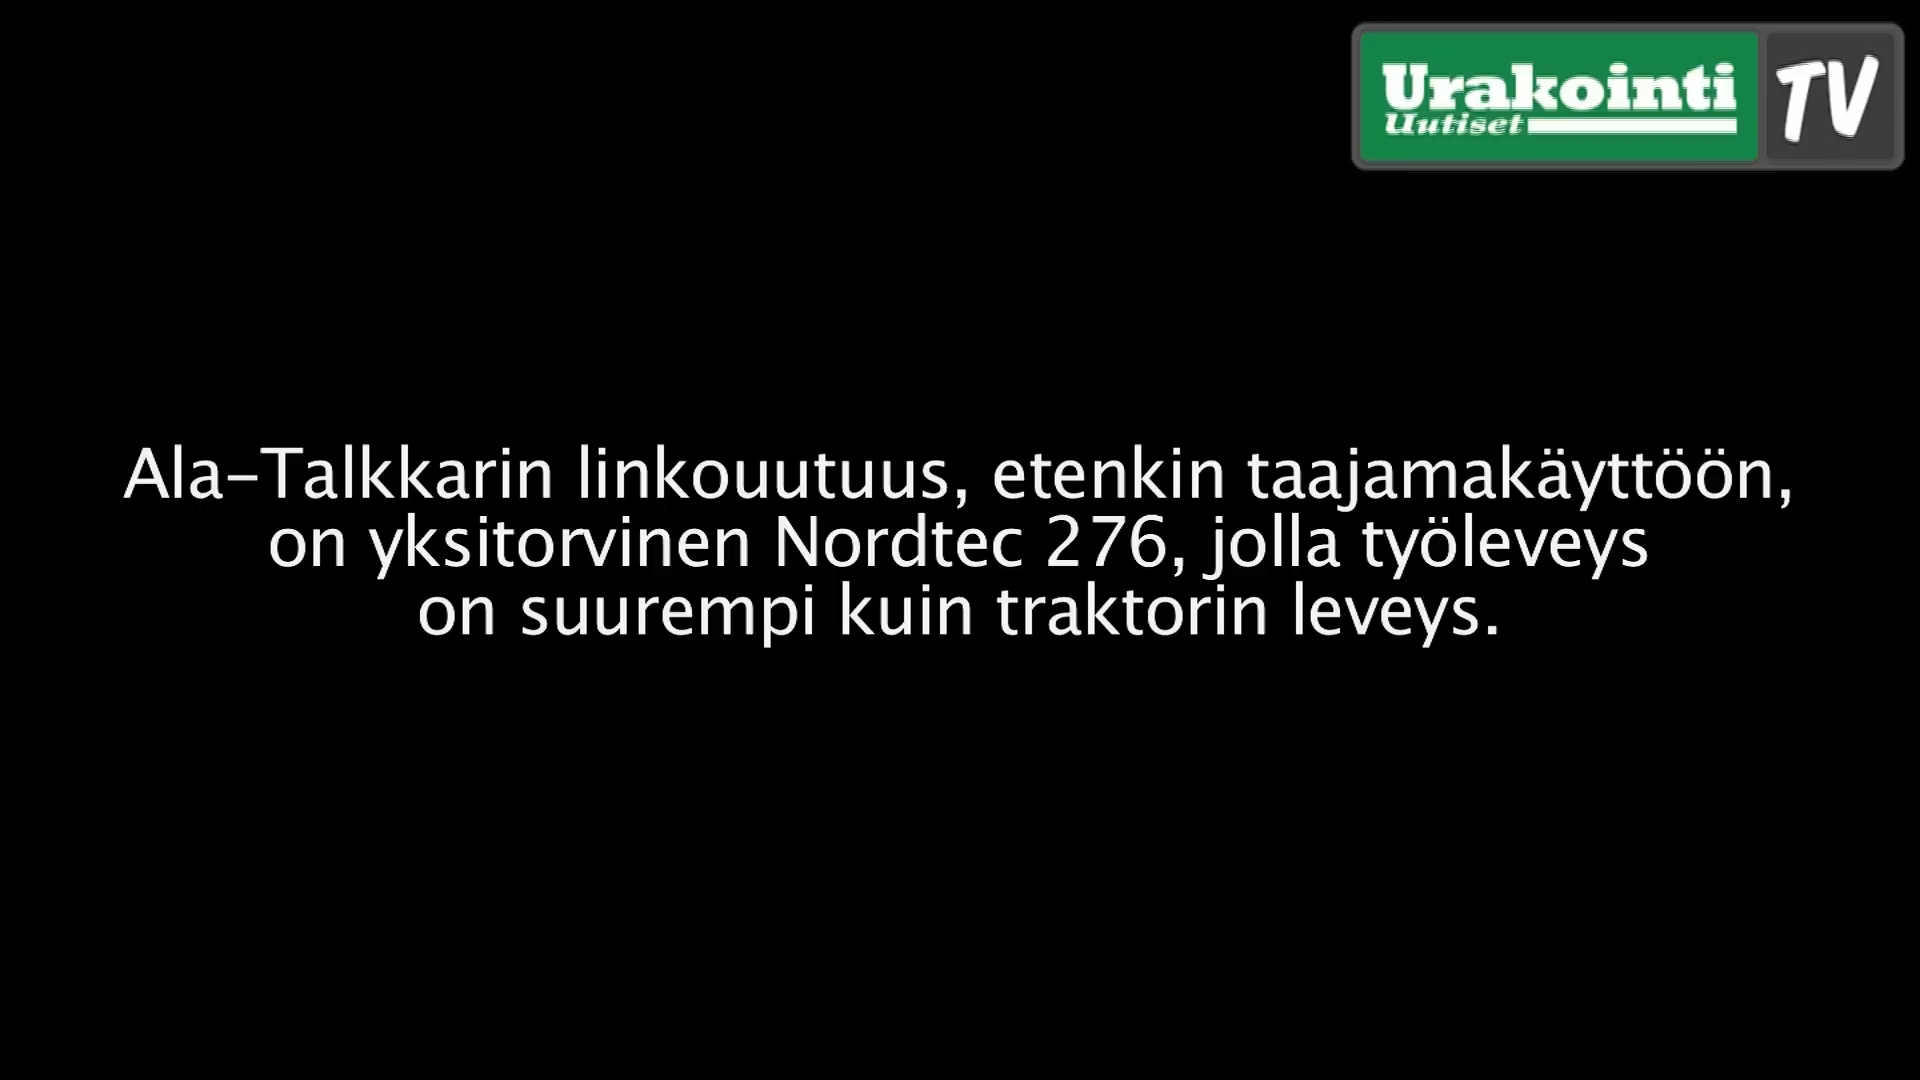 Urakointi
Uutiset
TV
Ala-Talkkarin linkouutuus, etenkin taajamakäyttöön,
on yksitorvinen Nordtec 276, jolla työleveys
on suurempi kuin traktorin leveys.